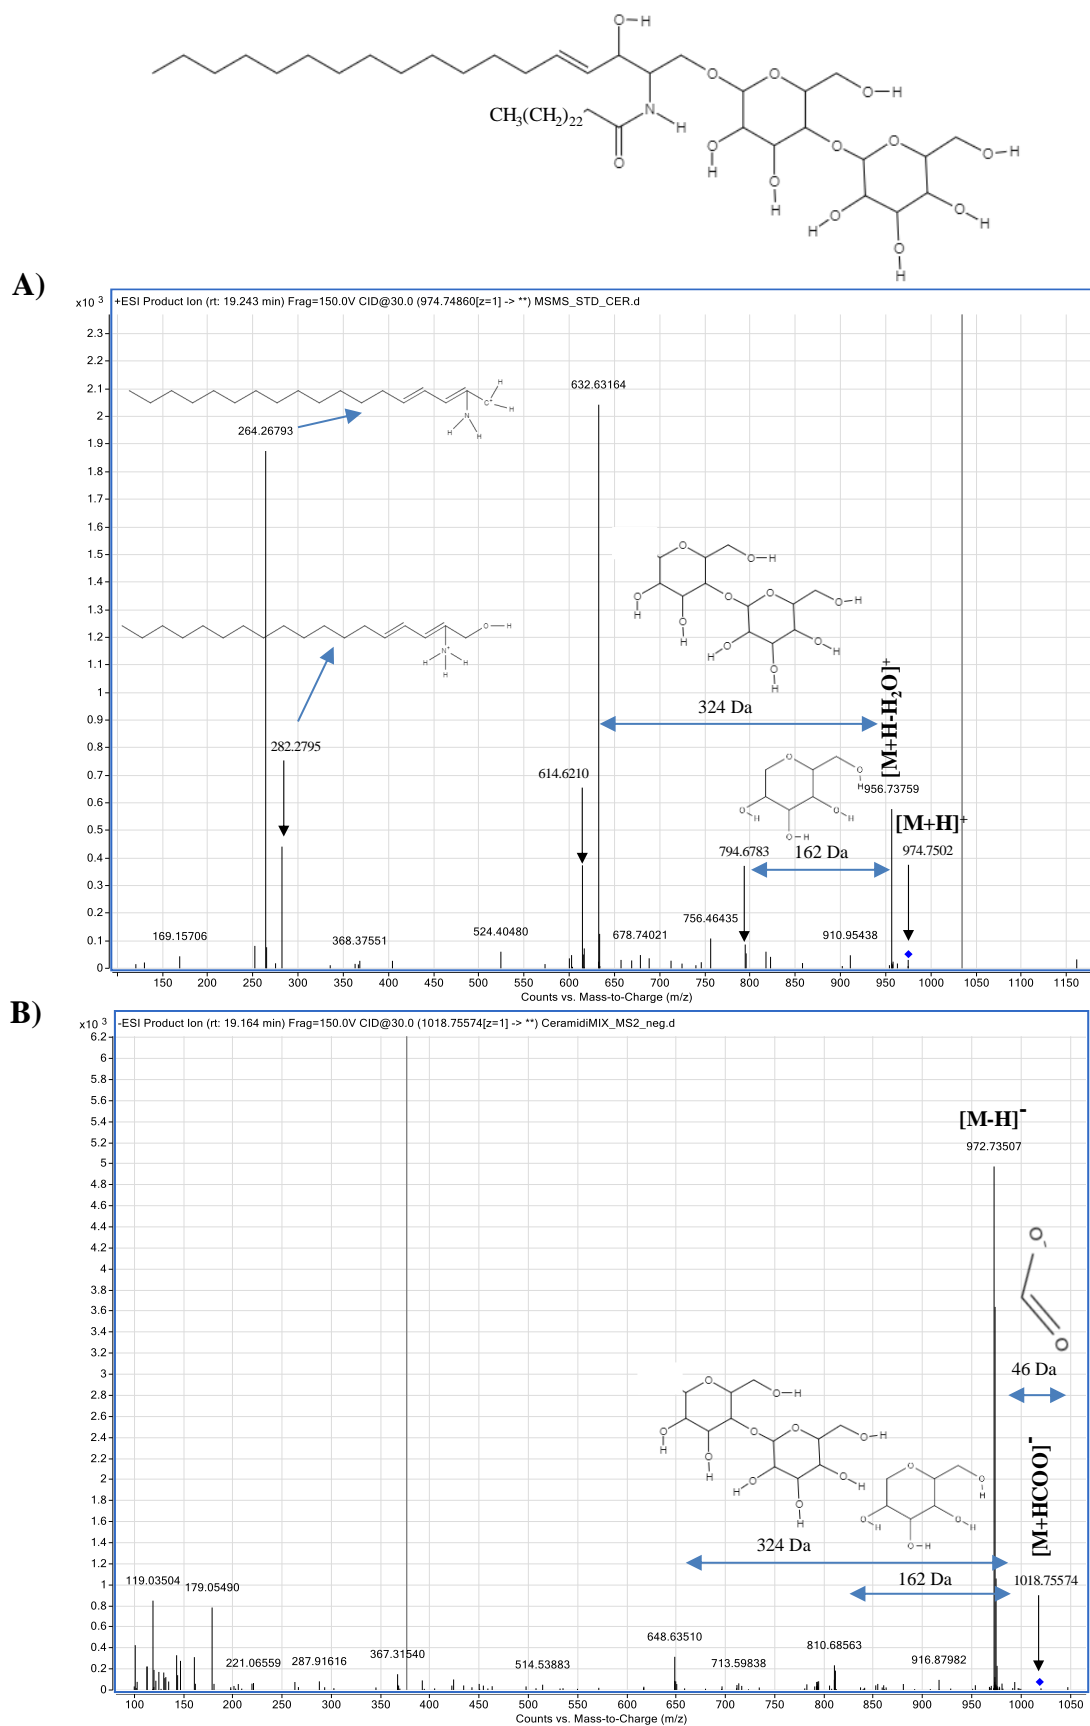 O-H
O
O
O-H
CH3(CH2)22
N
H
O
O
H
O
H
O
O
O-H
O
H
O
H
O
H
A)
x10 3
+ESI Product Ion (rt: 19.243 min) Frag=150.0V CID@30.0 (974.74860[z=1] -> **) MSMS_STD_CER.d
2.3
2.2
2.1
2
1.9
1.8
1.7
1.6
1.5
1.4
1.3
1.2
1.1
1
0.9
0.8
0.7
0.6
0.5
0.4
0.3
0.2
0.1
0
H
C+
H
N
H
H
632.63164
264.26793
O
O-H
O
H
O
H
O
O
O-H
O
H
O
H
O
H
O-H
N+
H
H
H
324 Da
[M+H-H2O]+
282.2795
614.6210
O
O
H
O
H
O
H
O-H
956.73759
[M+H]+
794.6783
162 Da
974.7502
169.15706
368.37551
524.40480
678.74021
756.46435
910.95438
150 200 250 300 350 400 450 500 550 600 650 700 750 800 850 900 950 1000 1050 1100 1150
Counts vs. Mass-to-Charge (m/z)
B)
x10 3
-ESI Product Ion (rt: 19.164 min) Frag=150.0V CID@30.0 (1018.75574[z=1] -> **) CeramidiMIX_MS2_neg.d
6.2
6
5.8
5.6
5.4
5.2
5
4.8
4.6
4.4
4.2
4
3.8
3.6
3.4
3.2
3
2.8
2.6
2.4
2.2
2
1.8
1.6
1.4
1.2
1
0.8
0.6
0.4
0.2
0
[M-H]-
972.73507
O-
O
46 Da
O
O-H
O
H
O
H
O
O
O-H
O
H
O
H
O
H
O
O
H
O
H
O
H
O-H
[M+HCOO]-
324 Da
162 Da
1018.75574
119.03504
179.05490
221.06559
287.91616
367.31540
514.53883
648.63510
713.59838
810.68563
916.87982
100 150 200 250 300 350 400 450 500 550 600 650 700 750 800 850 900 950 1000 1050
Counts vs. Mass-to-Charge (m/z)